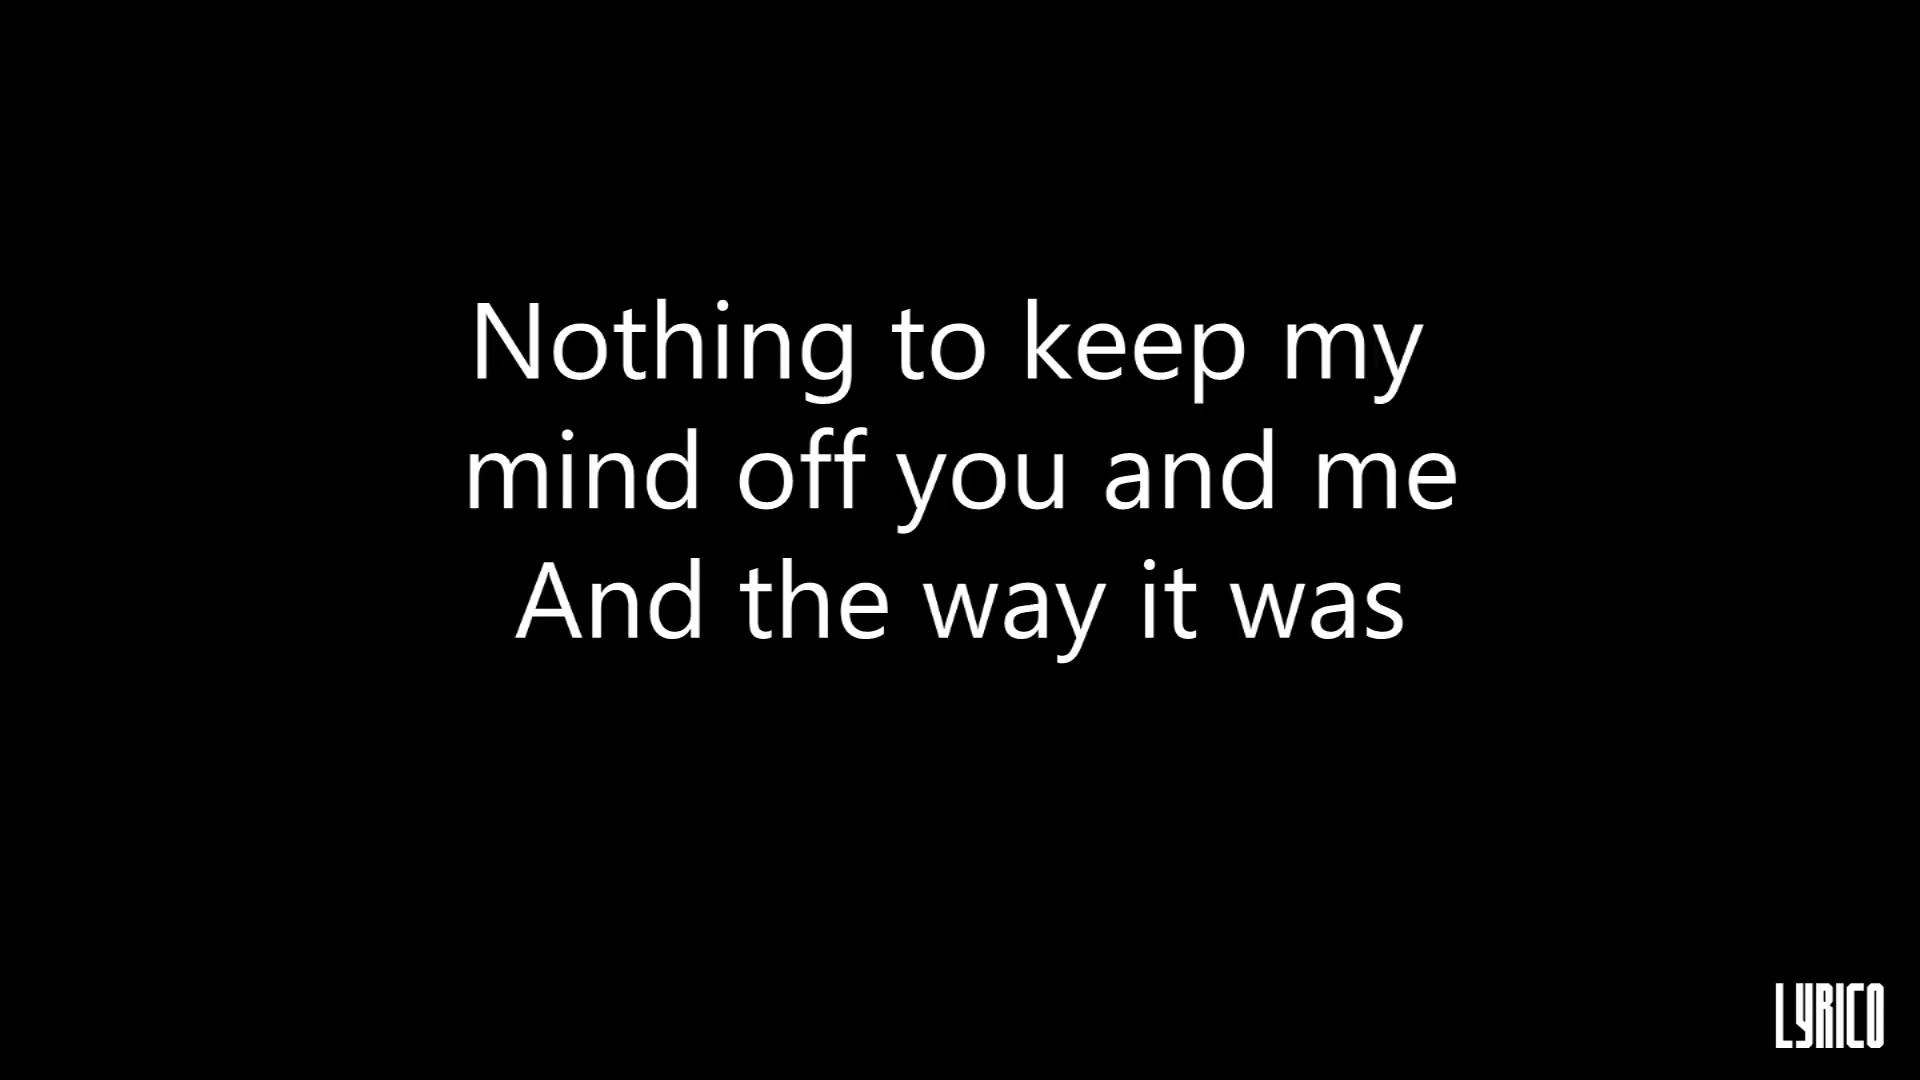 Nothing to keep my
mind off you and me
And the way it was
LYRICO